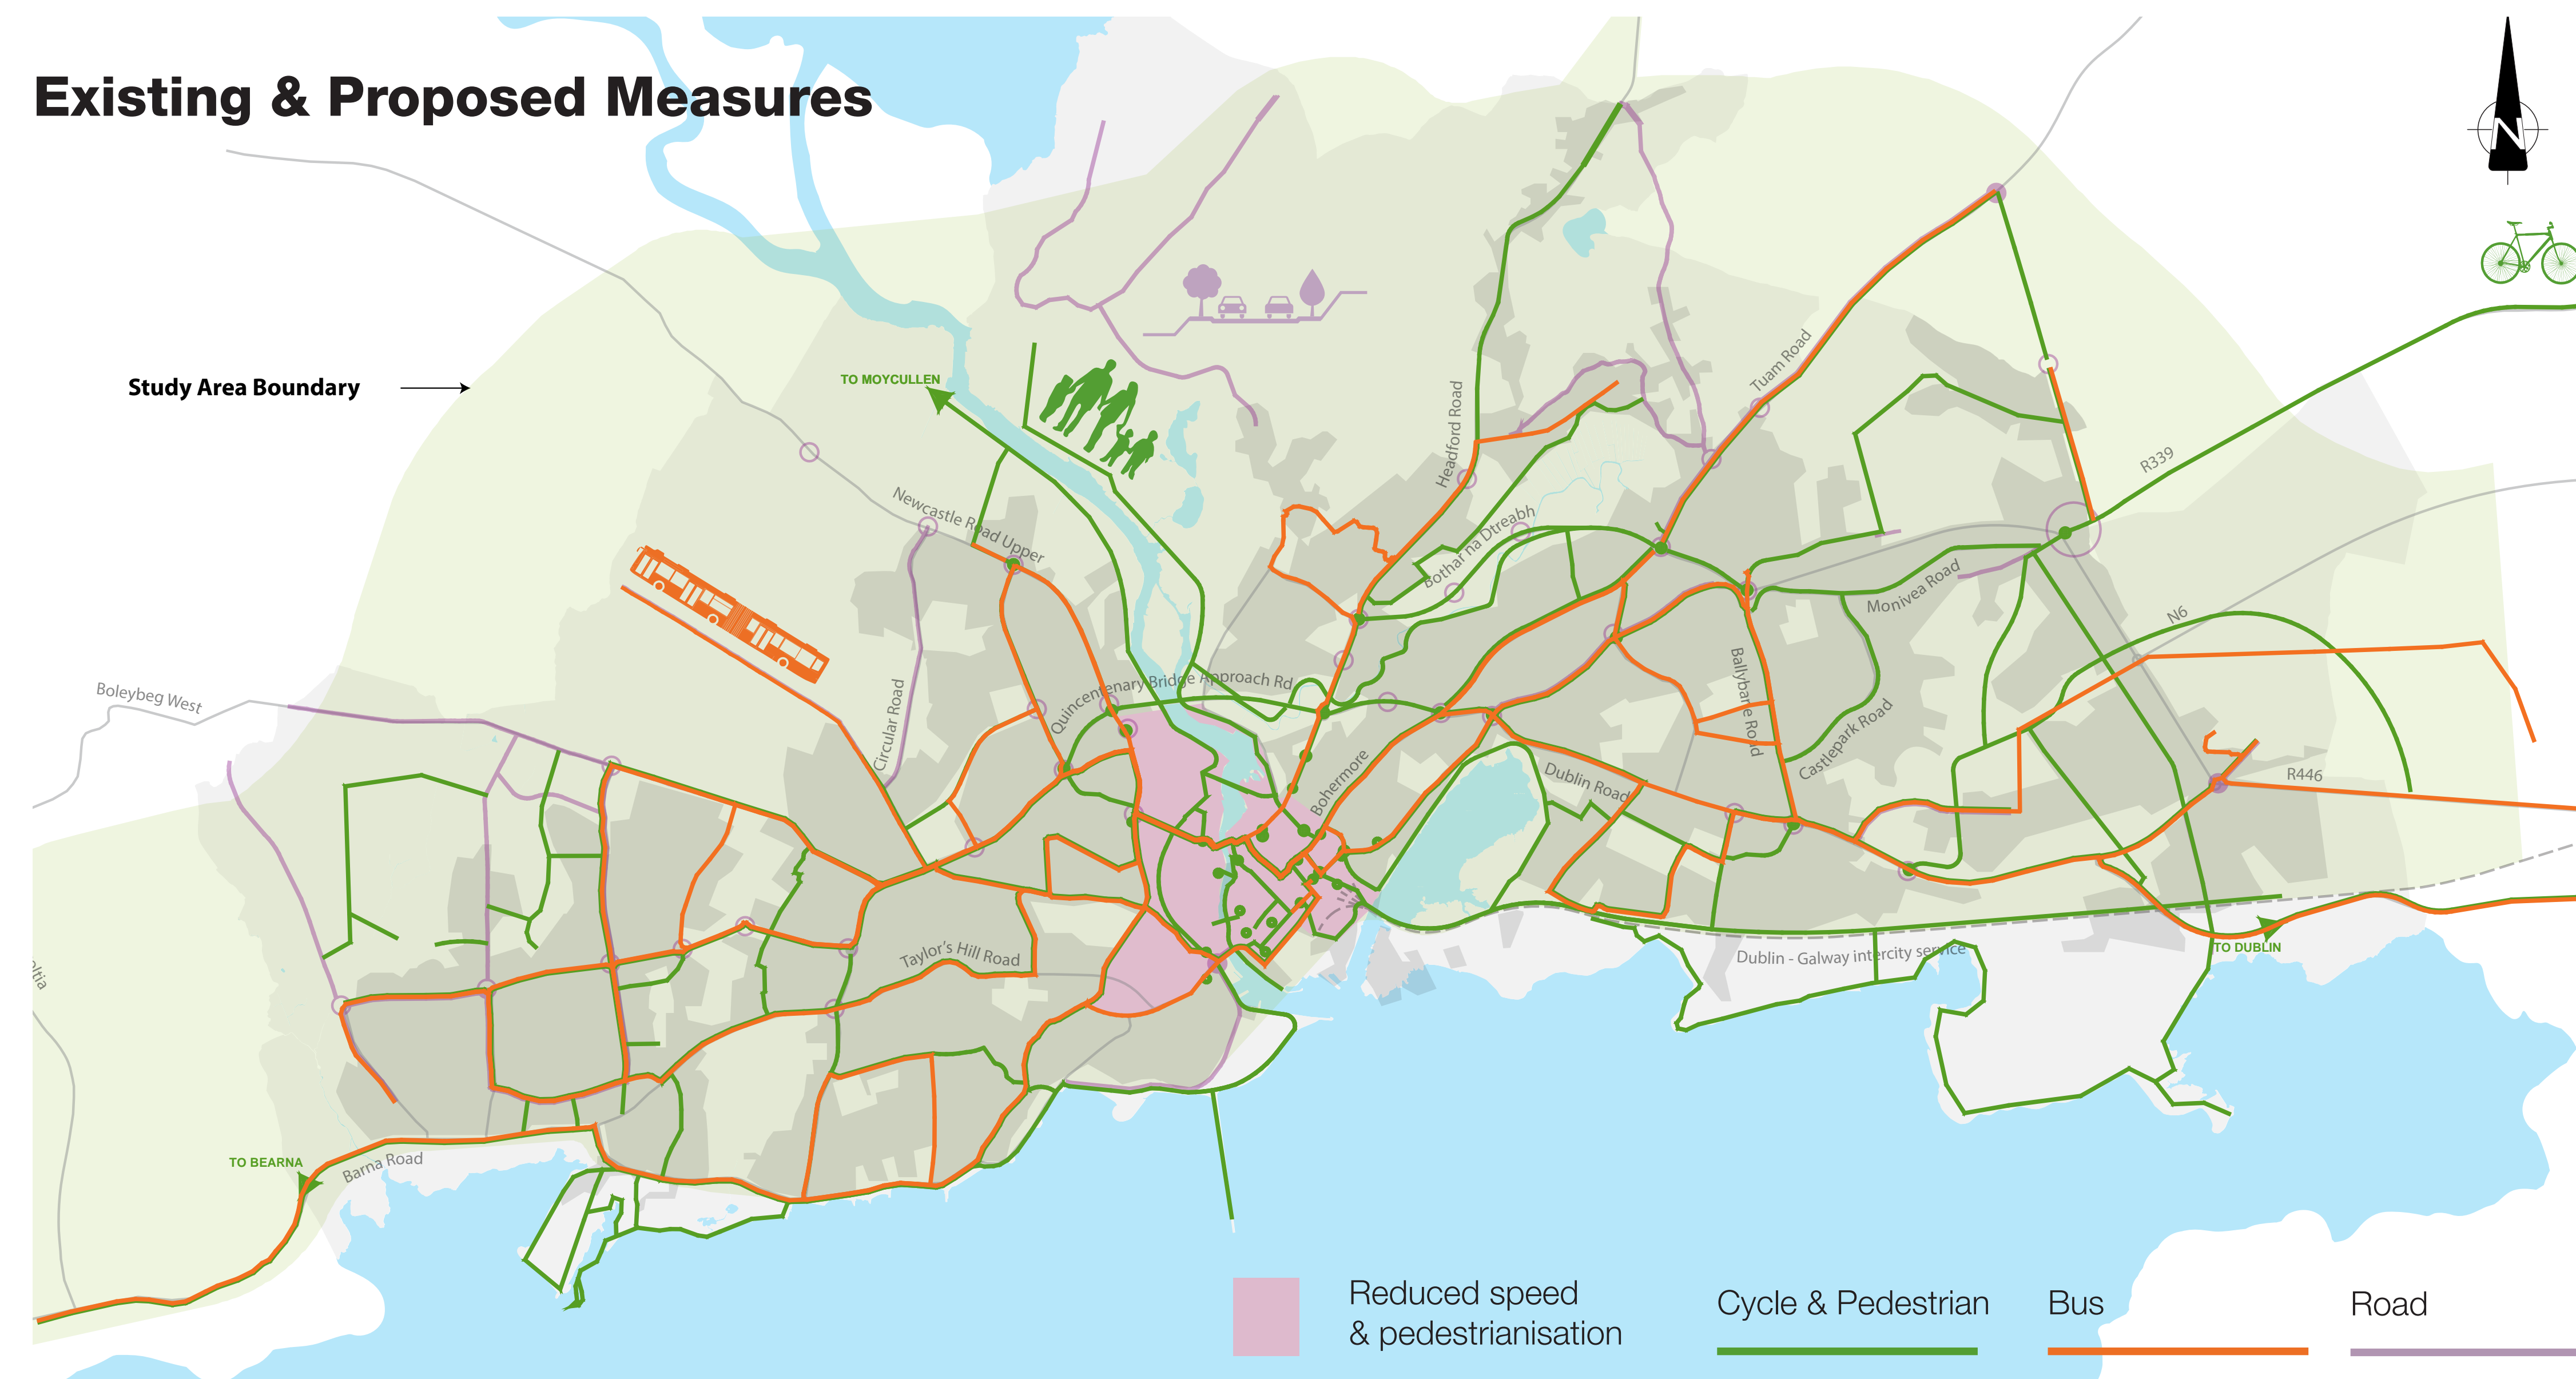 Existing & Proposed Measures
N
Study Area Boundary
TO MOYCULLEN
Headford Road
Tuam Road
R339
Newcastle Road Upper
Bothar na Dtreabh
Monivea Road
N6
Boleybeg West
Circular Road
Quincentenary Bridge Approach Rd
Ballybane Road
Castlepark Road
Bohermore
Dublin Road
R446
Taylor's Hill Road
TO DUBLIN
Dublin - Galway intercity service
TO BEARNA
Barna Road
Reduced speed
& pedestrianisation
Cycle & Pedestrian
Bus
Road